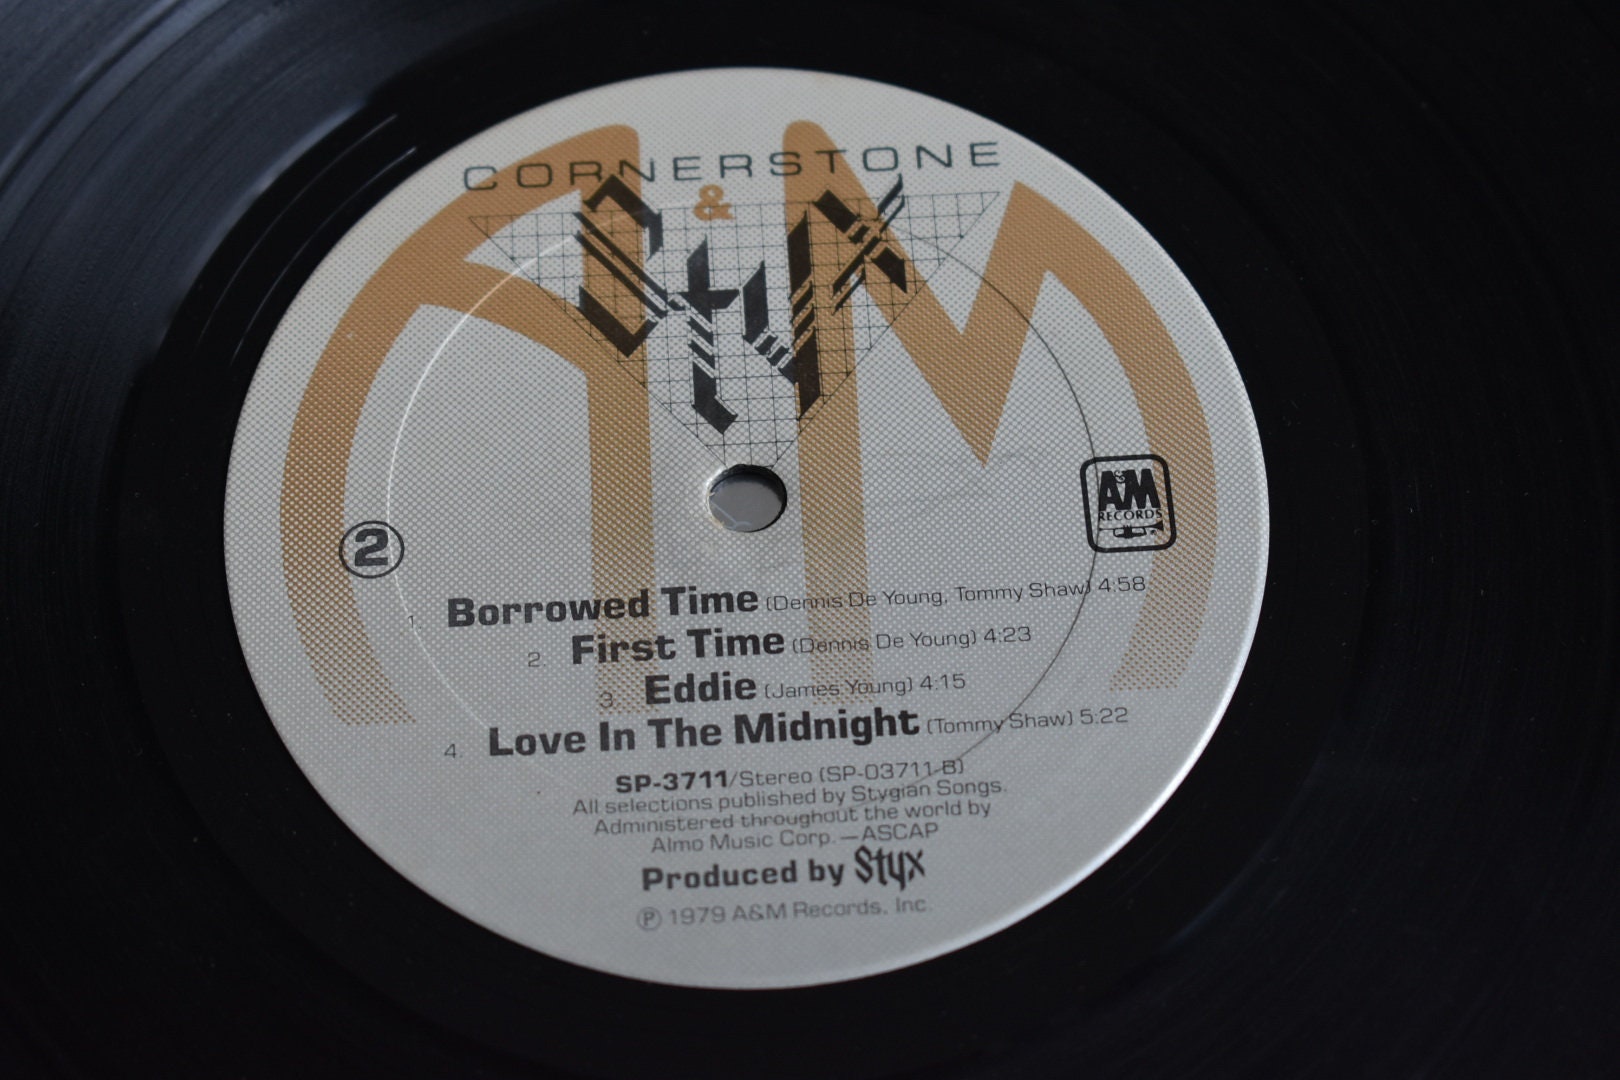 CORNERSTONE
&
Styx
A&M
RECORDS
2
1. Borrowed Time (Dennis De Young, Tommy Shaw) 4:58
2. First Time (Dennis De Young) 4:23
3. Eddie (James Young) 4:15
4. Love In The Midnight (Tommy Shaw) 5:22
SP-3711/Stereo (SP-03711-B)
All selections published by Stygian Songs.
Administered throughout the world by
Almo Music Corp.—ASCAP
Produced by Styx
℗ 1979 A&M Records, Inc.